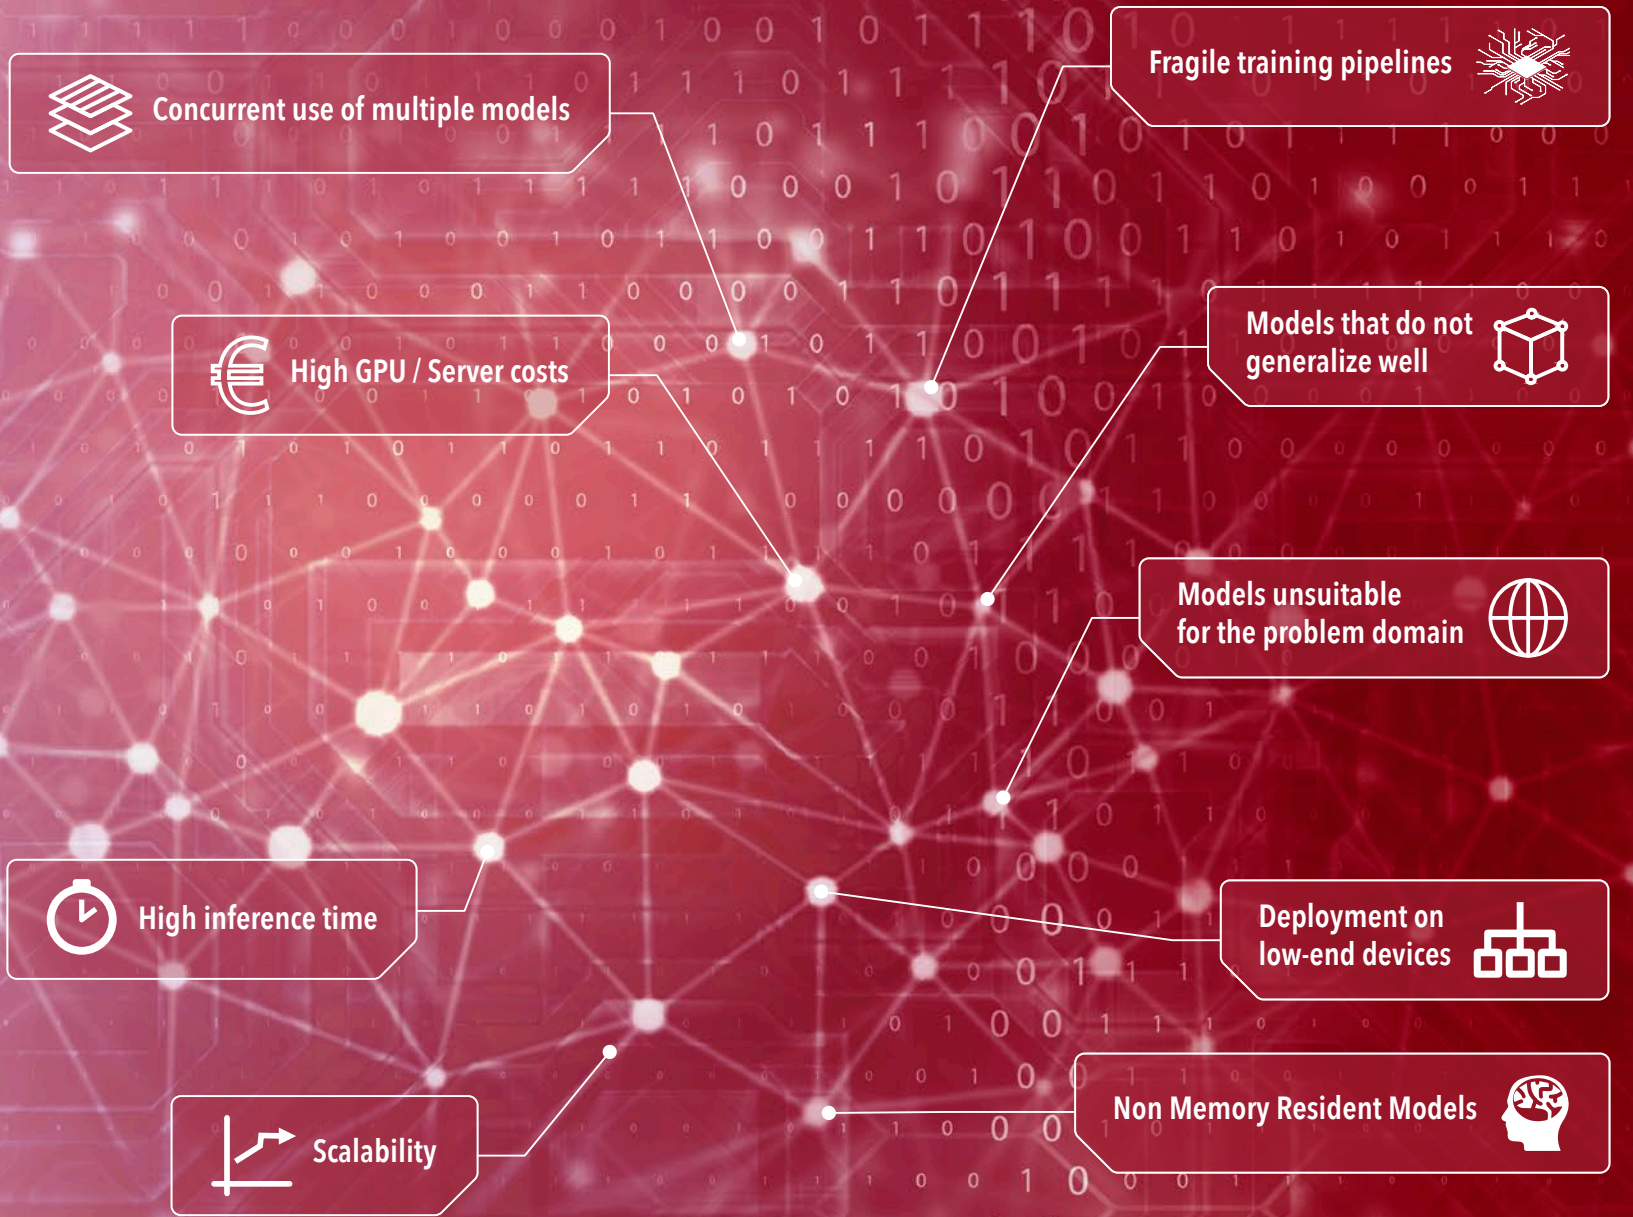 Concurrent use of multiple models
Fragile training pipelines
High GPU / Server costs
Models that do not
generalize well
Models unsuitable
for the problem domain
High inference time
Deployment on
low-end devices
Scalability
Non Memory Resident Models